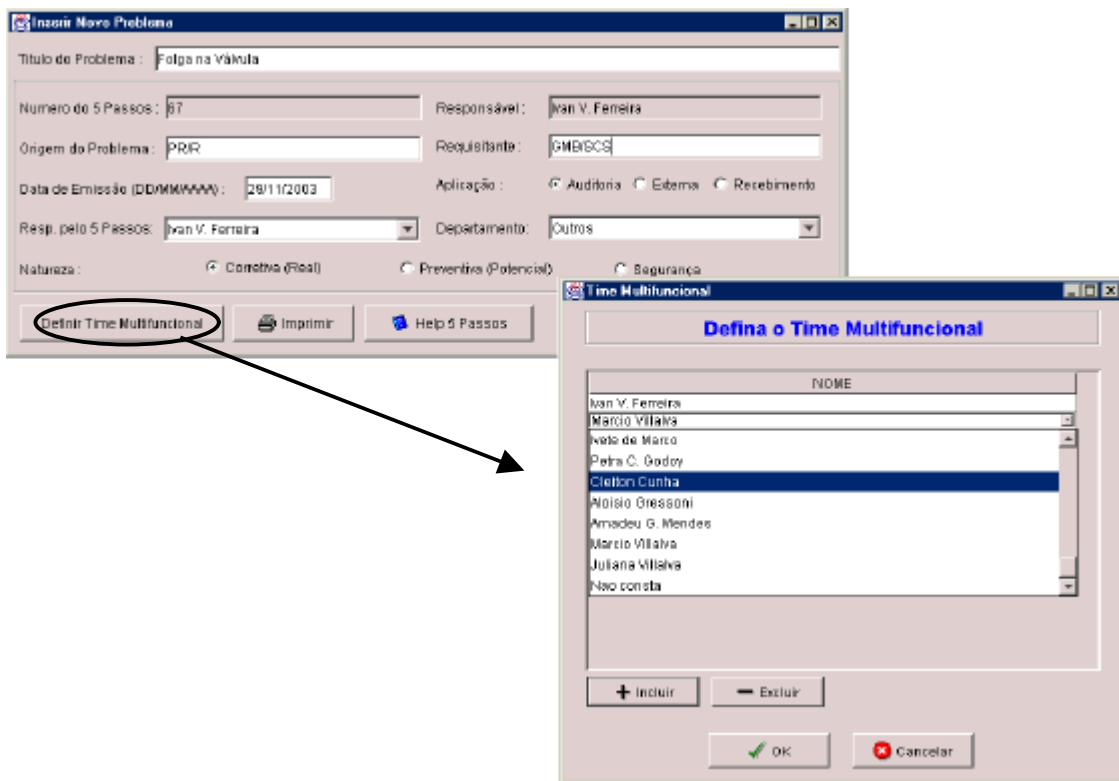 Inserir Novo Problema
Titulo do Problema : Folga na Válvula
Numero do 5 Passos : 67 Responsável : Ivan V. Ferreira
Origem do Problema : PR/R Requisitante : GMB/SCS
Data de Emissão (DD/MM/AAAA) : 28/11/2003 Aplicação : Auditoria Externa Recebimento
Resp. pelo 5 Passos: Ivan V. Ferreira Departamento: Outros
Natureza : Corretiva (Real) Preventiva (Potencial) Segurança
Definir Time Multifuncional Imprimir Help 5 Passos
Time Multifuncional
Defina o Time Multifuncional
NOME
Ivan V. Ferreira
Marcio Villalva
Ivete de Marco
Petra C. Godoy
Cleiton Cunha
Aloisio Gressoni
Amadeu G. Mendes
Marcio Villalva
Juliana Villalva
Nao consta
Incluir Excluir
OK Cancelar